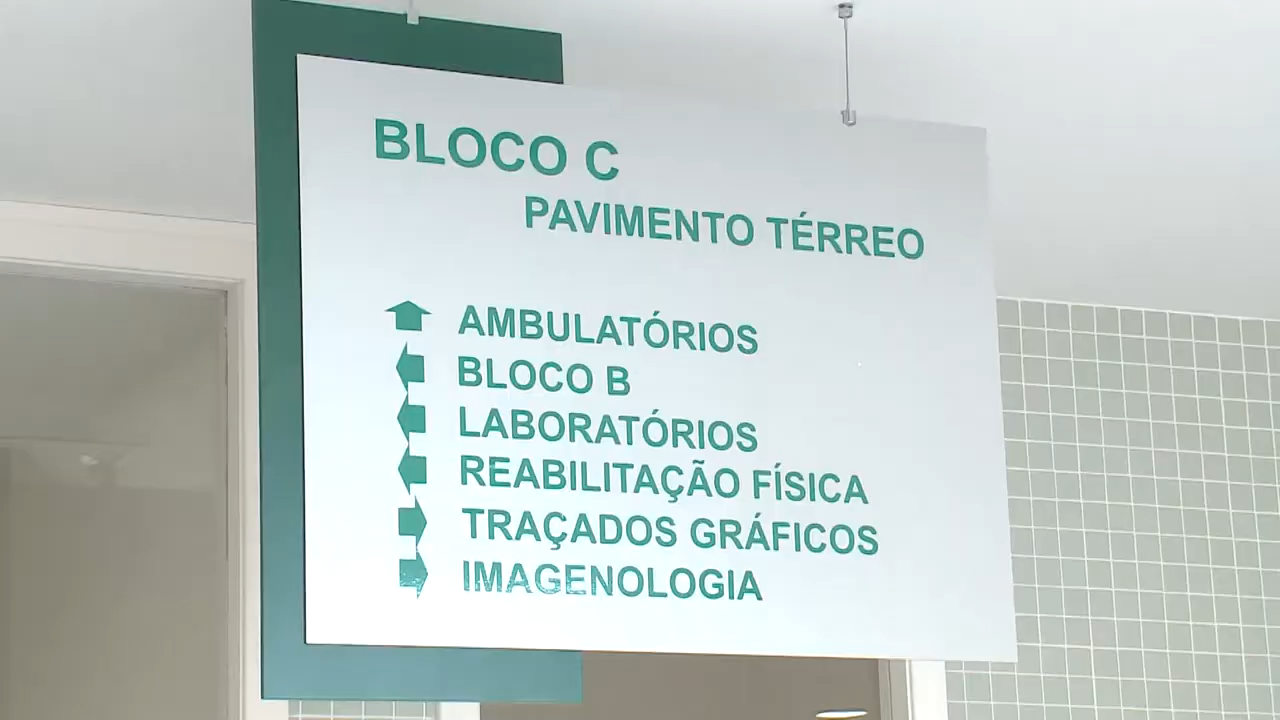 BLOCO C
PAVIMENTO TÉRREO
AMBULATÓRIOS
BLOCO B
LABORATÓRIOS
REABILITAÇÃO FÍSICA
TRAÇADOS GRÁFICOS
IMAGENOLOGIA